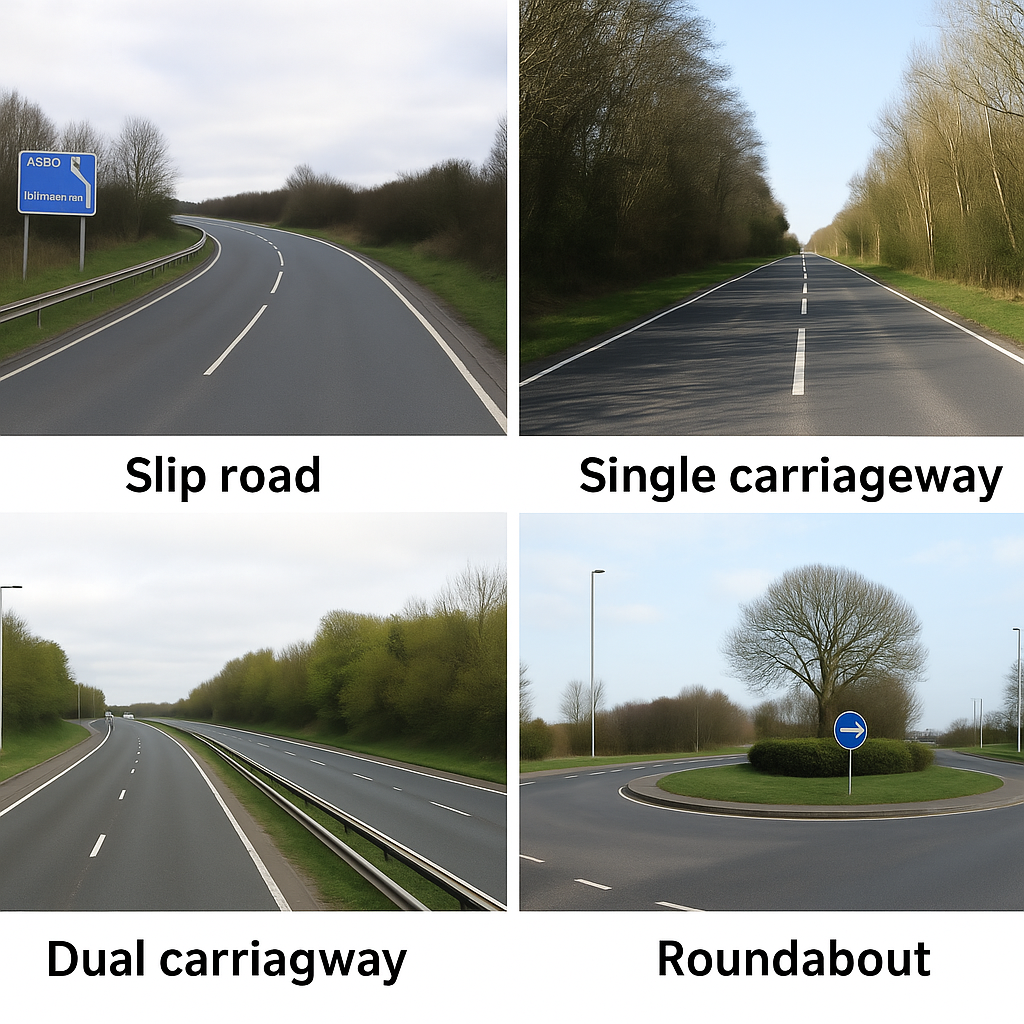 ASBO
Iblimaen ren
Slip road
Single carriageway
Dual carriagway
Roundabout